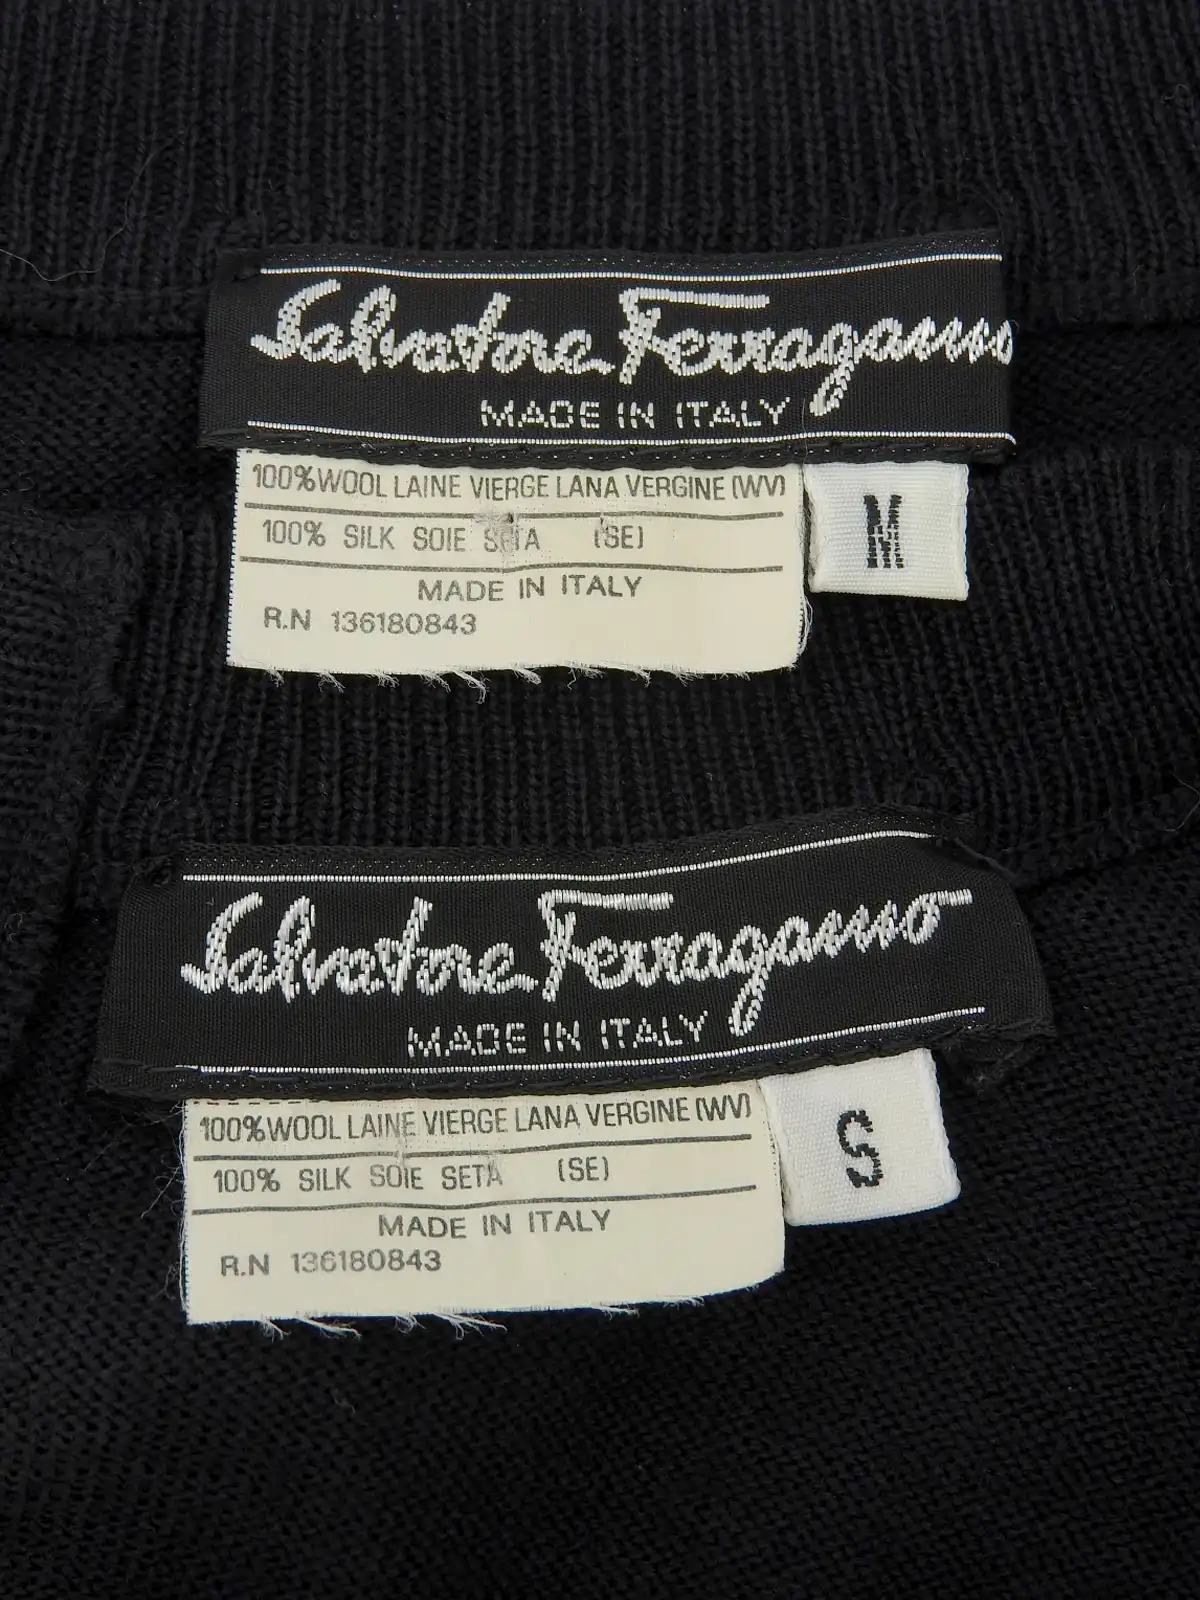 Salvatore Ferragamo
MADE IN ITALY
100% WOOL LAINE VIERGE LANA VERGINE (WV)
100% SILK SOIE SETA (SE)
MADE IN ITALY
R.N 136180843
M
Salvatore Ferragamo
MADE IN ITALY
100% WOOL LAINE VIERGE LANA VERGINE (WV)
100% SILK SOIE SETA (SE)
MADE IN ITALY
R.N 136180843
S